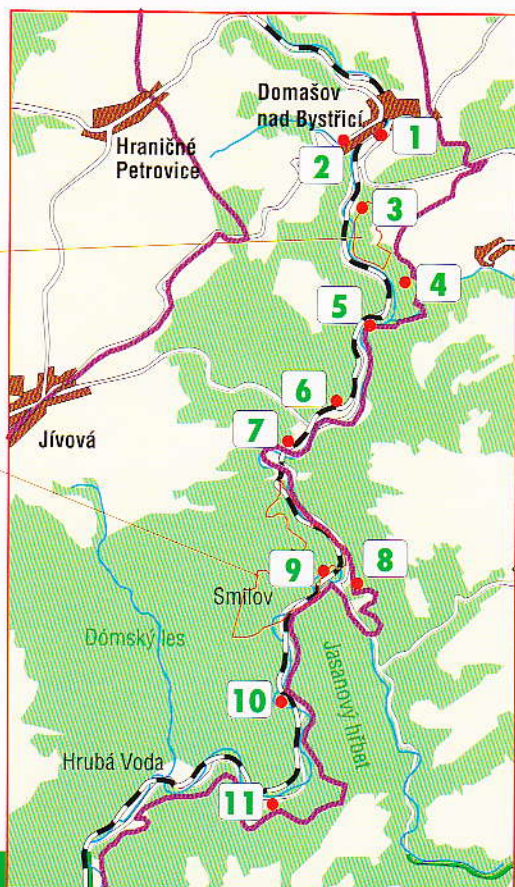 Domašov
nad Bystřicí
Hraničné
Petrovice
1
2
3
4
5
6
Jívová
7
9
8
Smilov
Dómský les
Jasanový hřbet
10
Hrubá Voda
11